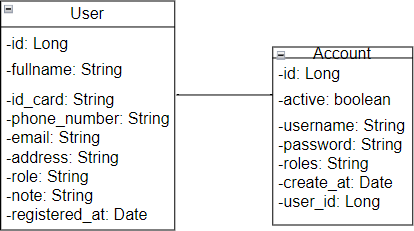 User
-id: Long
-fullname: String
-id_card: String
-phone_number: String
-email: String
-address: String
-role: String
-note: String
-registered_at: Date
Account
-id: Long
-active: boolean
-username: String
-password: String
-roles: String
-create_at: Date
-user_id: Long